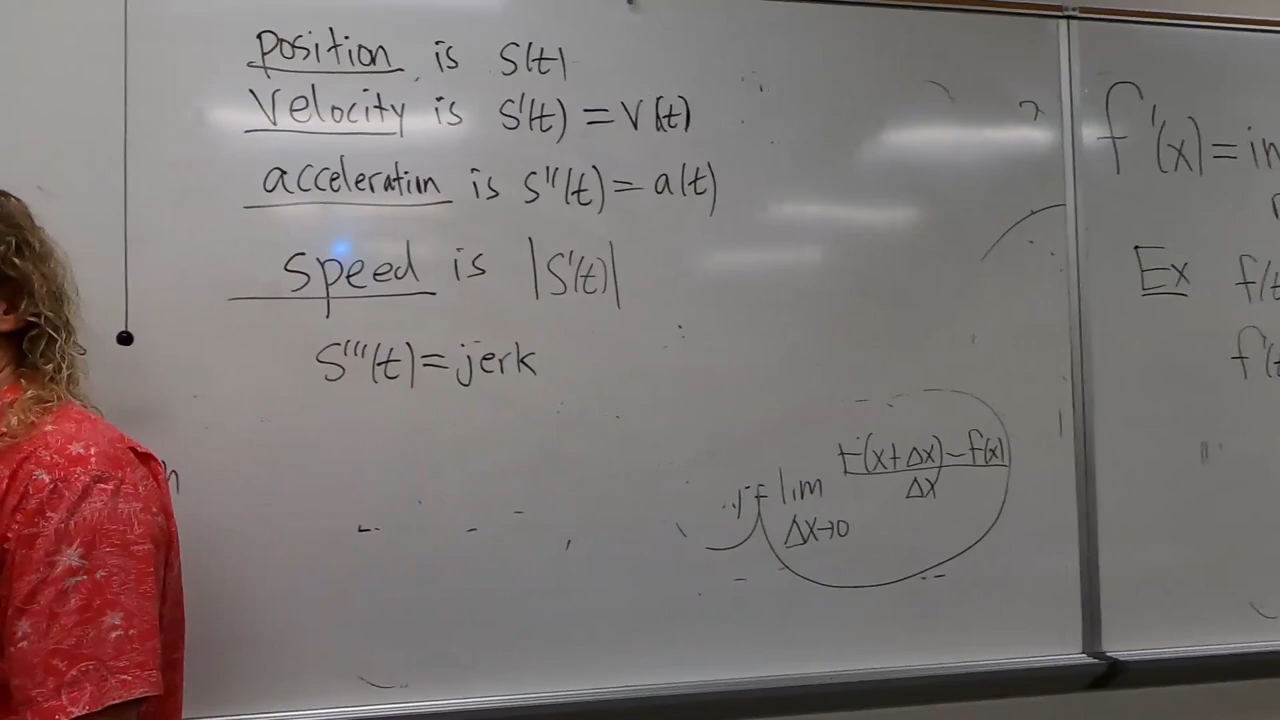 position is S(t)
Velocity is S'(t) = V(t)
acceleration is S''(t) = a(t)
speed is |S'(t)|
S'''(t) = jerk
lim f(x+Δx) - f(x)
Δx
Δx→0
f'(x) = in
Ex f(t
f'(t